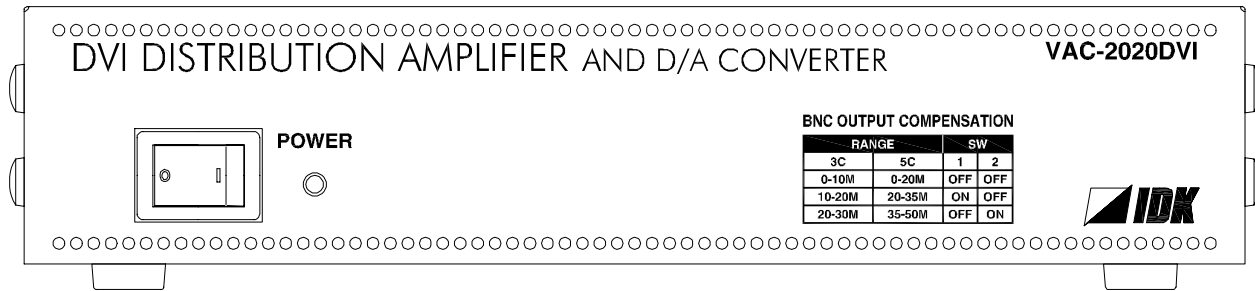 DVI DISTRIBUTION AMPLIFIER AND D/A CONVERTER
VAC-2020DVI
POWER
BNC OUTPUT COMPENSATION
RANGE SW
3C 5C 1 2
0-10M 0-20M OFF OFF
10-20M 20-35M ON OFF
20-30M 35-50M OFF ON
IDK